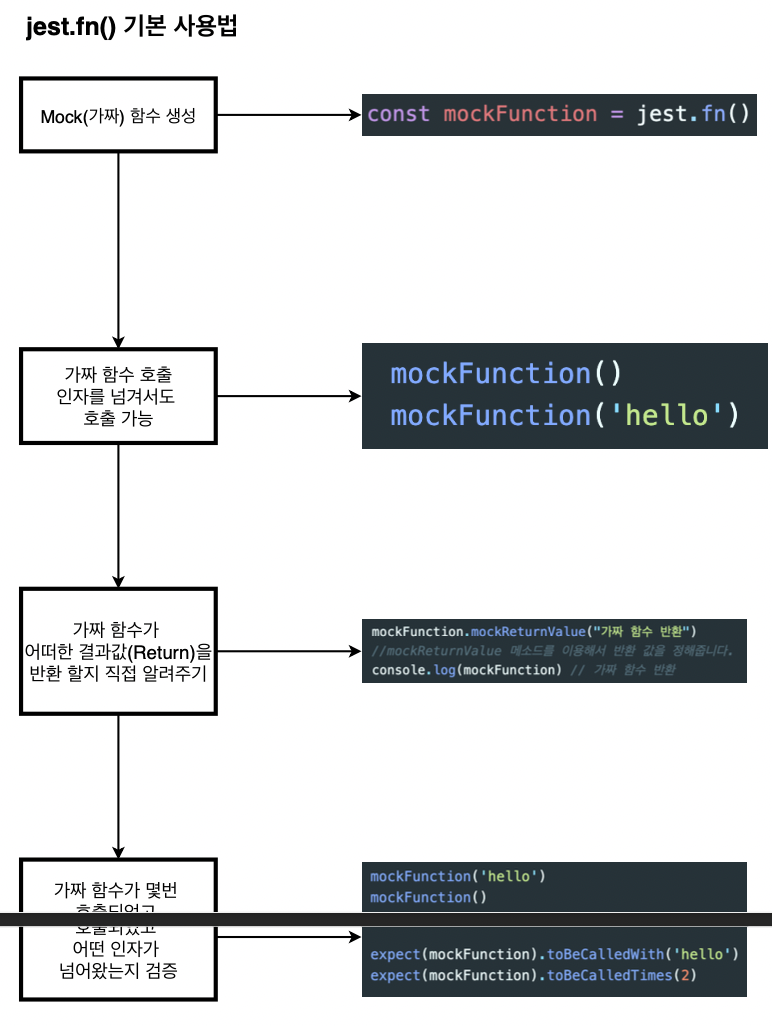 jest.fn() 기본 사용법
Mock(가짜) 함수 생성
const mockFunction = jest.fn()
가짜 함수 호출
인자를 넘겨서도
호출 가능
mockFunction()
mockFunction('hello')
가짜 함수가
어떠한 결과값(Return)을
반환 할지 직접 알려주기
mockFunction.mockReturnValue("가짜 함수 반환")
//mockReturnValue 메소드를 이용해서 반환 값을 정해줍니다.
console.log(mockFunction) // 가짜 함수 반환
가짜 함수가 몇번
호출되었고
어떤 인자가
넘어왔는지 검증
mockFunction('hello')
mockFunction()
expect(mockFunction).toBeCalledWith('hello')
expect(mockFunction).toBeCalledTimes(2)